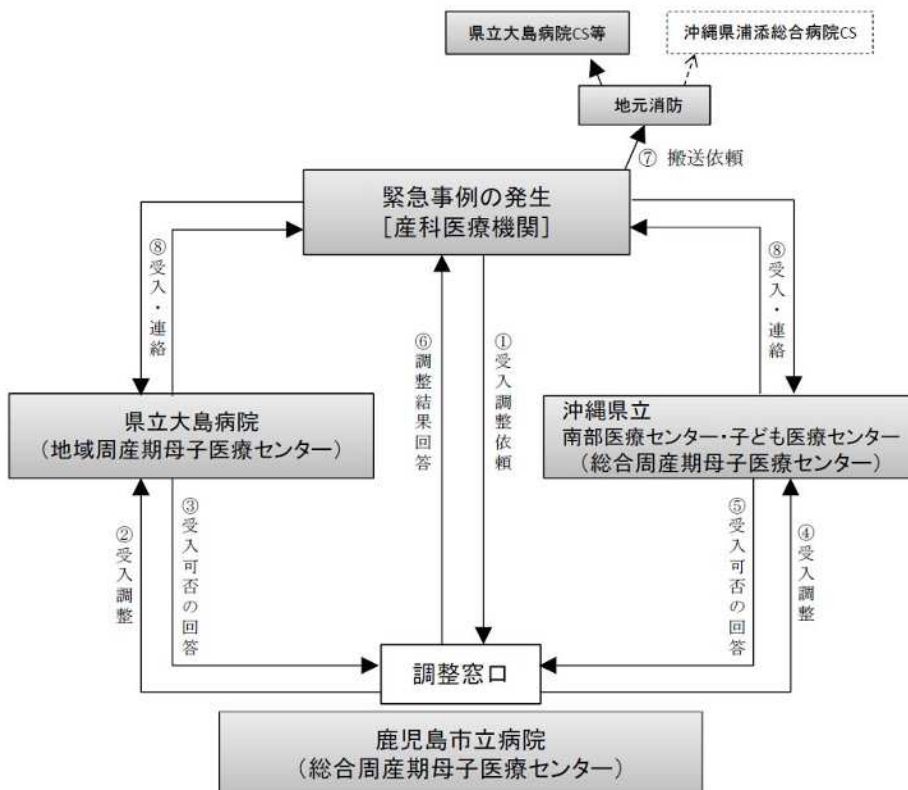 県立大島病院CS等
沖縄県浦添総合病院CS
地元消防
⑦ 搬送依頼
緊急事例の発生
[産科医療機関]
⑧受入・連絡
⑥調整結果回答
①受入調整依頼
⑧受入・連絡
県立大島病院
（地域周産期母子医療センター）
沖縄県立
南部医療センター・子ども医療センター
（総合周産期母子医療センター）
②受入調整
③受入可否の回答
⑤受入可否の回答
④受入調整
調整窓口
鹿児島市立病院
（総合周産期母子医療センター）